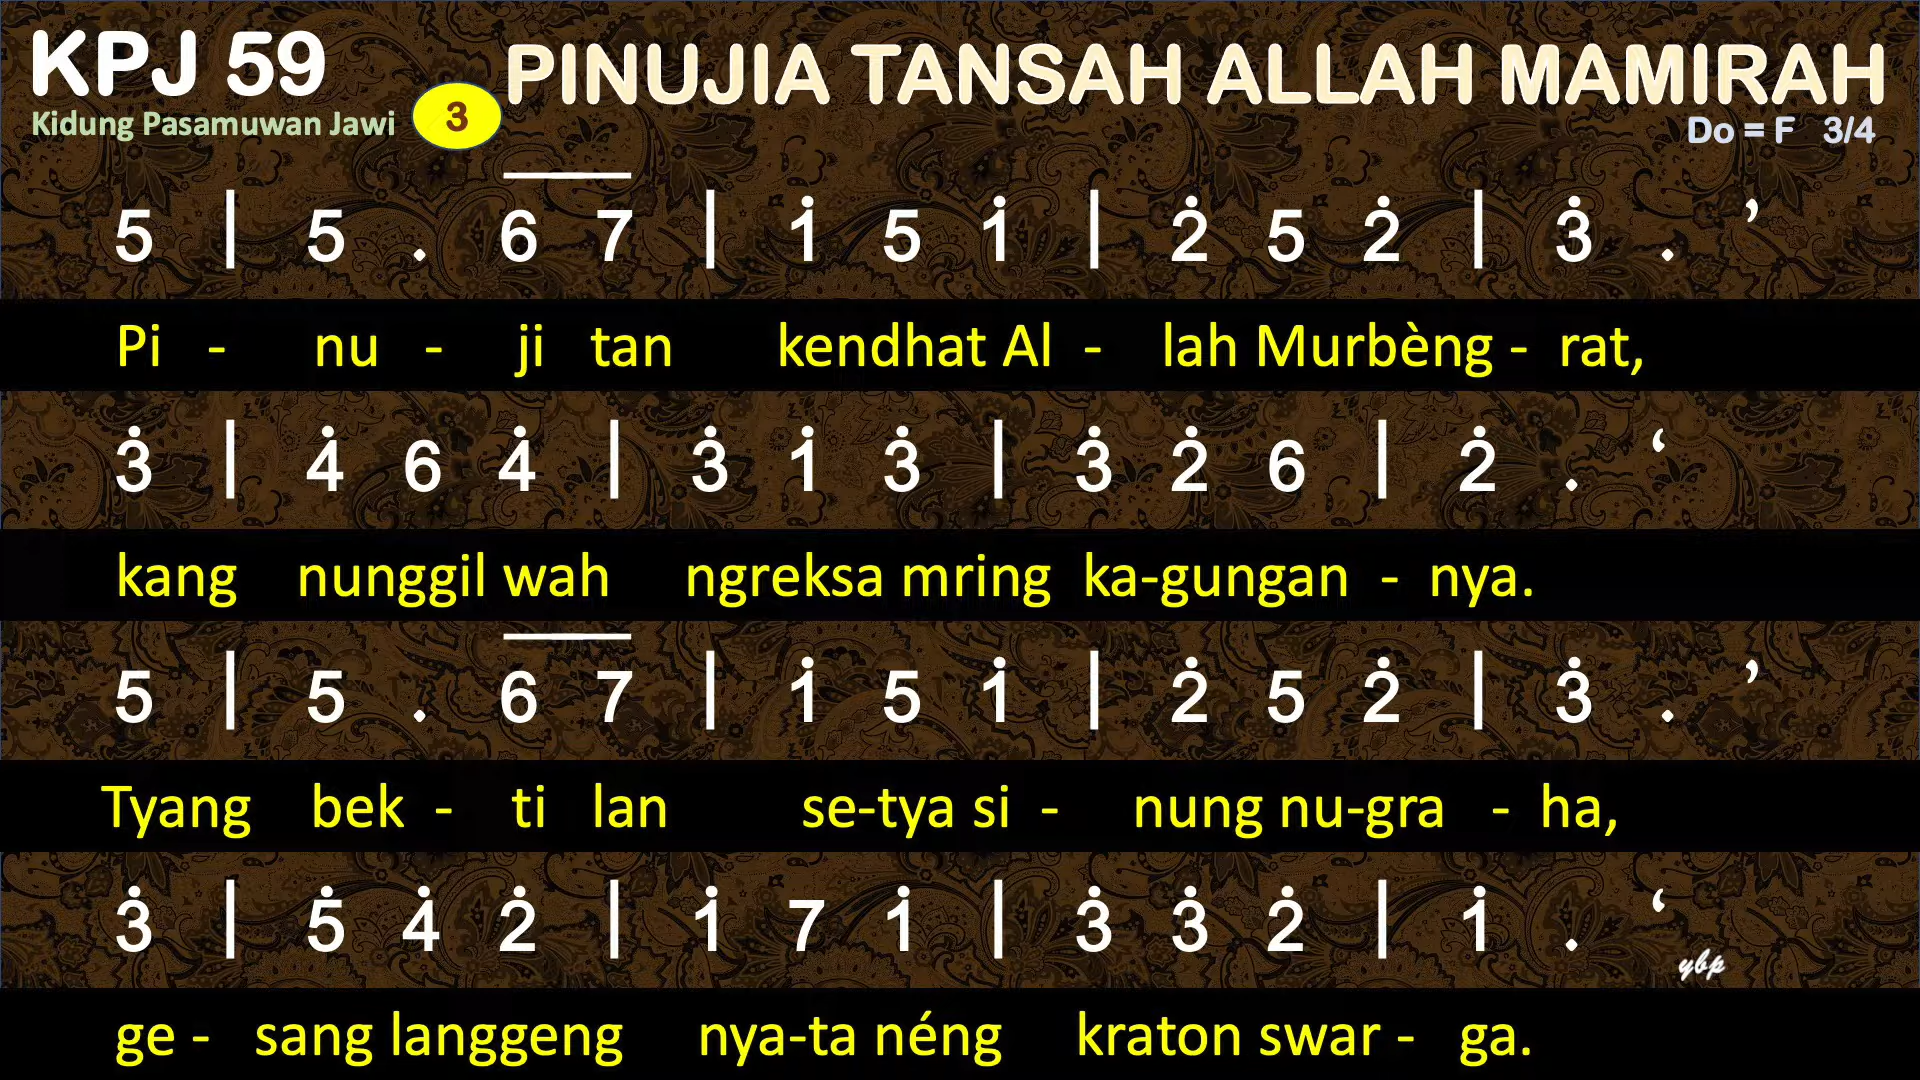 KPJ 59
PINUJIA TANSAH ALLAH MAMIRAH
Kidung Pasamuwan Jawi
3
Do = F 3/4
5 | 5 . 6 7 | 1̇ 5 1̇ | 2̇ 5 2̇ | 3̇ . ’
Pi - nu - ji tan kendhat Al - lah Murbèng - rat,
3̇ | 4̇ 6 4̇ | 3̇ 1̇ 3̇ | 3̇ 2̇ 6 | 2̇ . ‘
kang nunggil wah ngreksa mring ka-gungan - nya.
5 | 5 . 6 7 | 1̇ 5 1̇ | 2̇ 5 2̇ | 3̇ . ’
Tyang bek - ti lan se-tya si - nung nu-gra - ha,
3̇ | 5̇ 4̇ 2̇ | 1̇ 7 1̇ | 3̇ 3̇ 2̇ | 1̇ . ‘
ybp
ge - sang langgeng nya-ta néng kraton swar - ga.